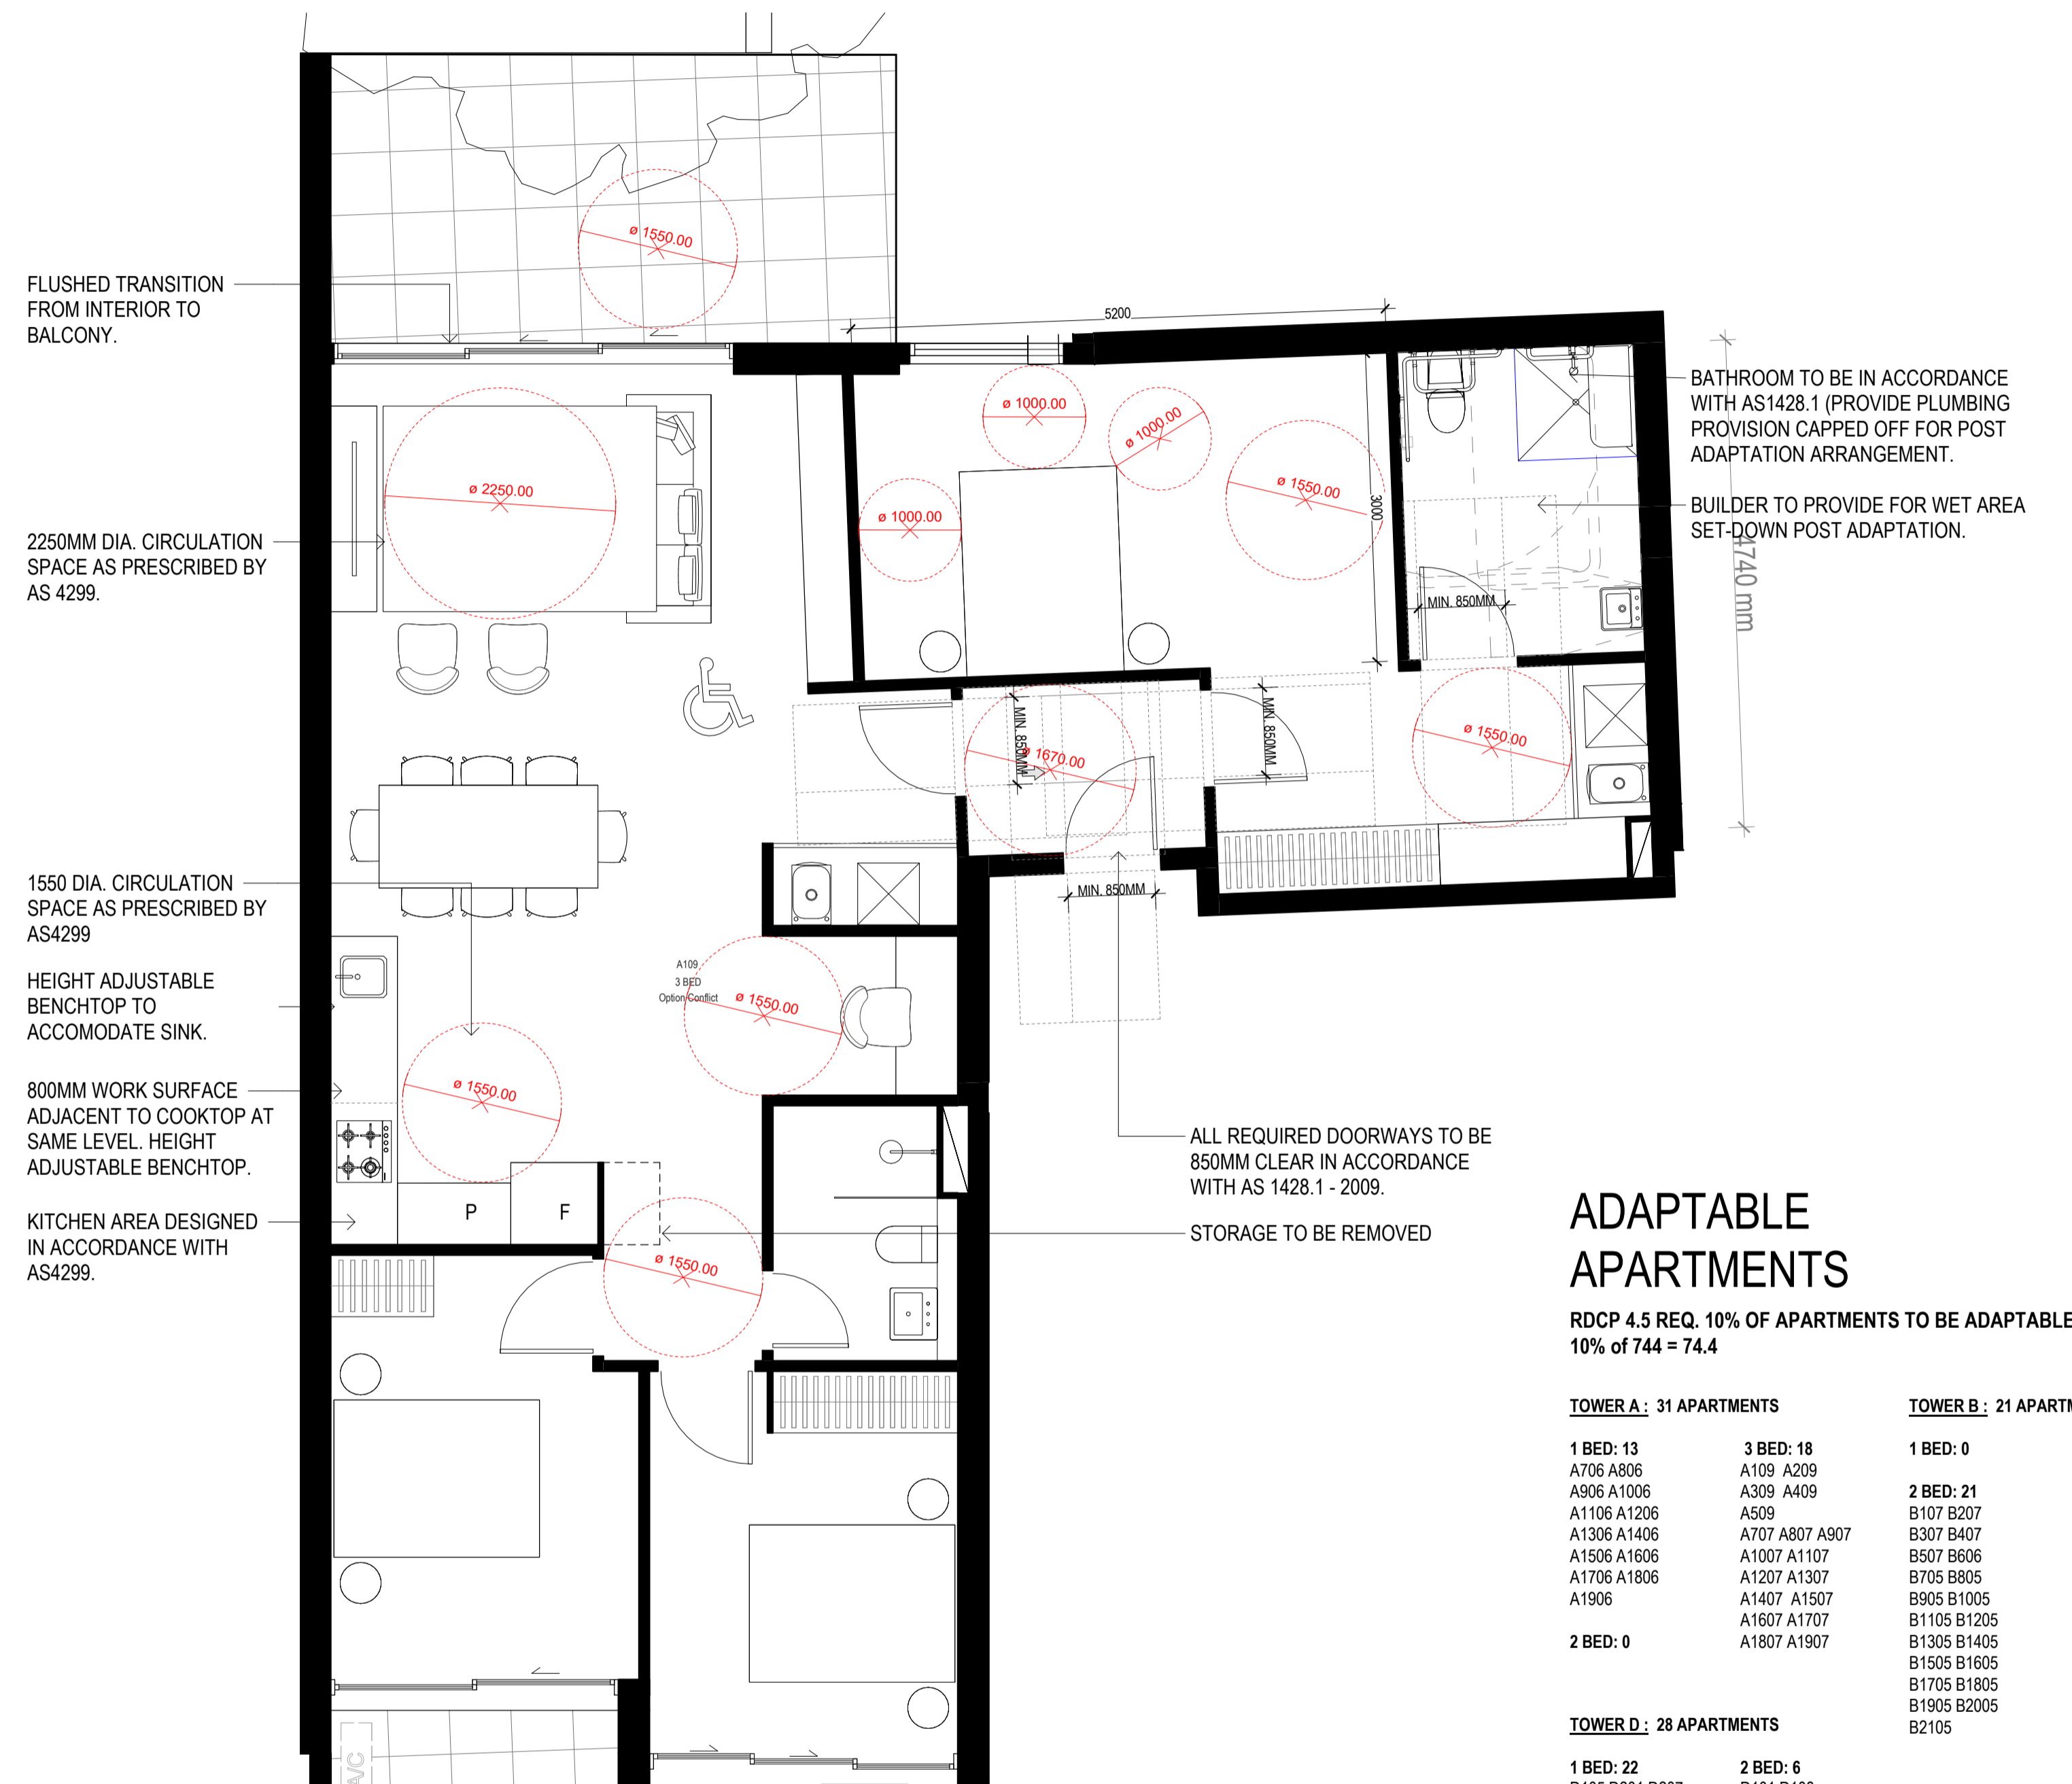 FLUSHED TRANSITION
FROM INTERIOR TO
BALCONY.
2250MM DIA. CIRCULATION
SPACE AS PRESCRIBED BY
AS 4299.
1550 DIA. CIRCULATION
SPACE AS PRESCRIBED BY
AS4299
HEIGHT ADJUSTABLE
BENCHTOP TO
ACCOMODATE SINK.
800MM WORK SURFACE
ADJACENT TO COOKTOP AT
SAME LEVEL. HEIGHT
ADJUSTABLE BENCHTOP.
KITCHEN AREA DESIGNED
IN ACCORDANCE WITH
AS4299.
ø 1550.00
5200
ø 2250.00
ø 1000.00
ø 1000.00
ø 1000.00
ø 1550.00
3000
MIN. 850MM
MIN. 850MM
ø 1670.00
MIN. 850MM
ø 1550.00
MIN. 850MM
A109
3 BED
Option Conflict
ø 1550.00
ø 1550.00
P
F
ø 1550.00
A/C
BATHROOM TO BE IN ACCORDANCE
WITH AS1428.1 (PROVIDE PLUMBING
PROVISION CAPPED OFF FOR POST
ADAPTATION ARRANGEMENT.
BUILDER TO PROVIDE FOR WET AREA
SET-DOWN POST ADAPTATION.
4740 mm
ALL REQUIRED DOORWAYS TO BE
850MM CLEAR IN ACCORDANCE
WITH AS 1428.1 - 2009.
STORAGE TO BE REMOVED
ADAPTABLE
APARTMENTS
RDCP 4.5 REQ. 10% OF APARTMENTS TO BE ADAPTABLE
10% of 744 = 74.4
TOWER A : 31 APARTMENTS
1 BED: 13
A706 A806
A906 A1006
A1106 A1206
A1306 A1406
A1506 A1606
A1706 A1806
A1906
2 BED: 0
3 BED: 18
A109 A209
A309 A409
A509
A707 A807 A907
A1007 A1107
A1207 A1307
A1407 A1507
A1607 A1707
A1807 A1907
TOWER B : 21 APARTM
1 BED: 0
2 BED: 21
B107 B207
B307 B407
B507 B606
B705 B805
B905 B1005
B1105 B1205
B1305 B1405
B1505 B1605
B1705 B1805
B1905 B2005
B2105
TOWER D : 28 APARTMENTS
1 BED: 22
2 BED: 6